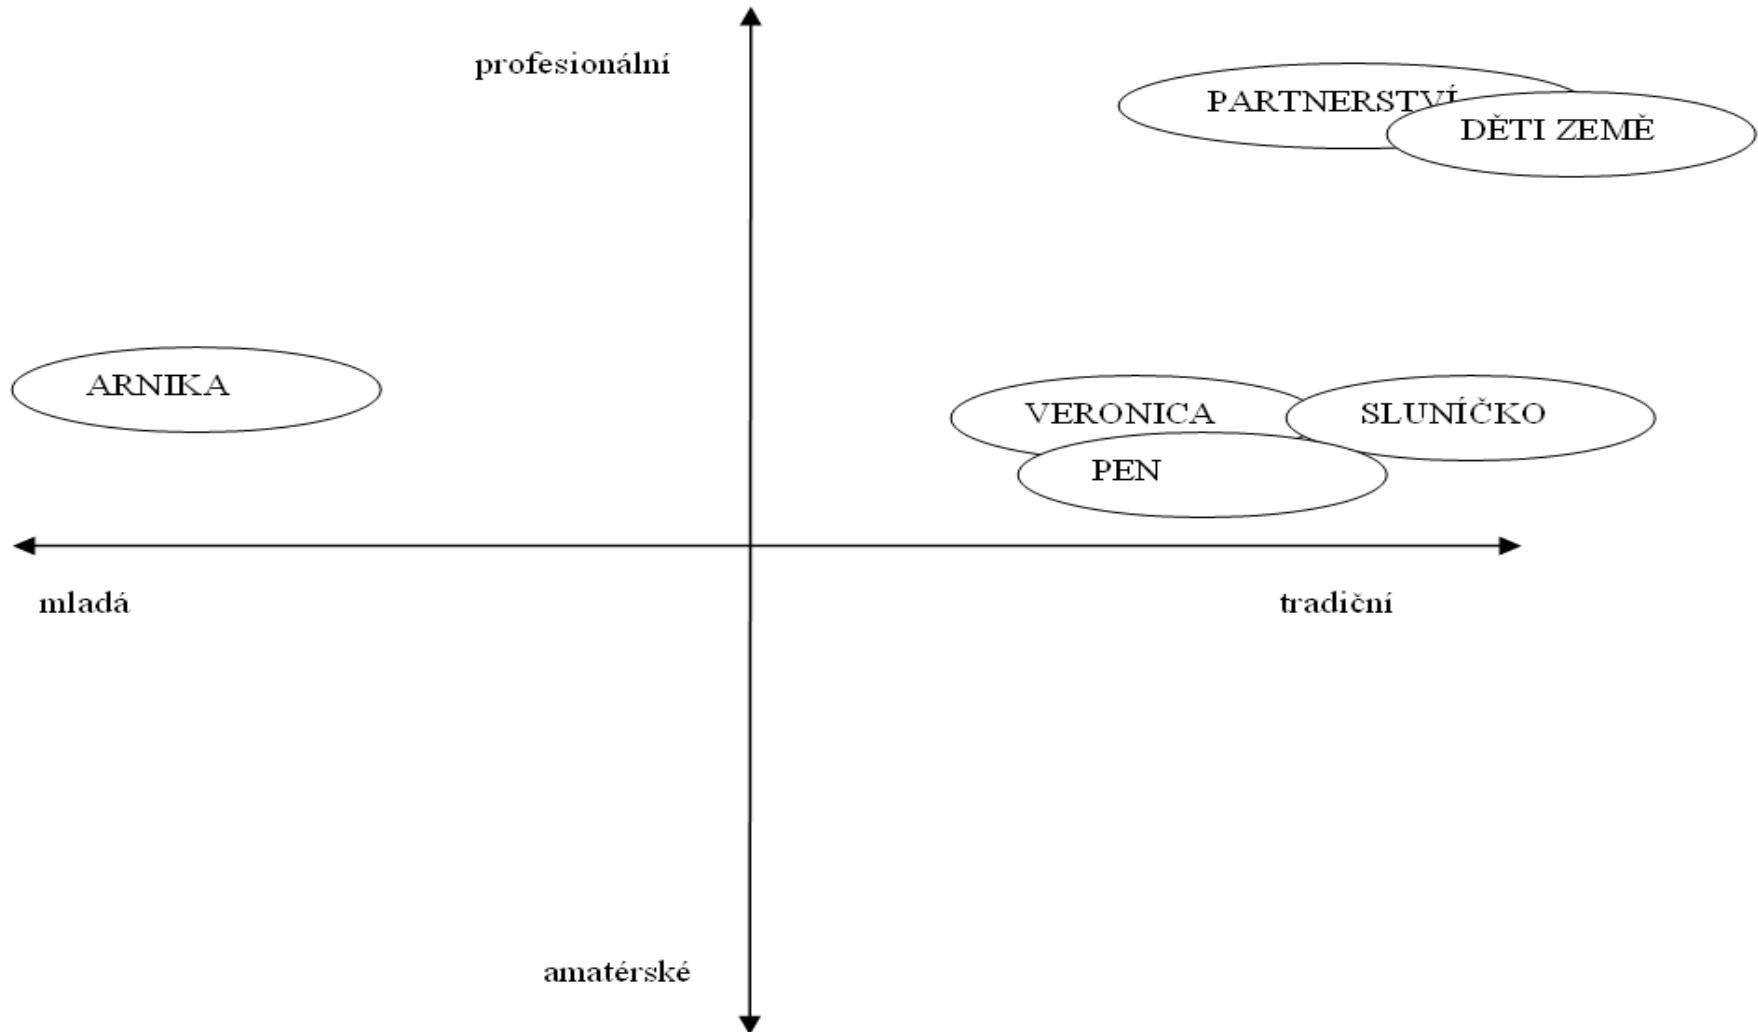 profesionální
PARTNERSTVÍ
DĚTI ZEMĚ
ARNIKA
VERONICA
SLUNÍČKO
PEN
mladá
tradiční
amatérské